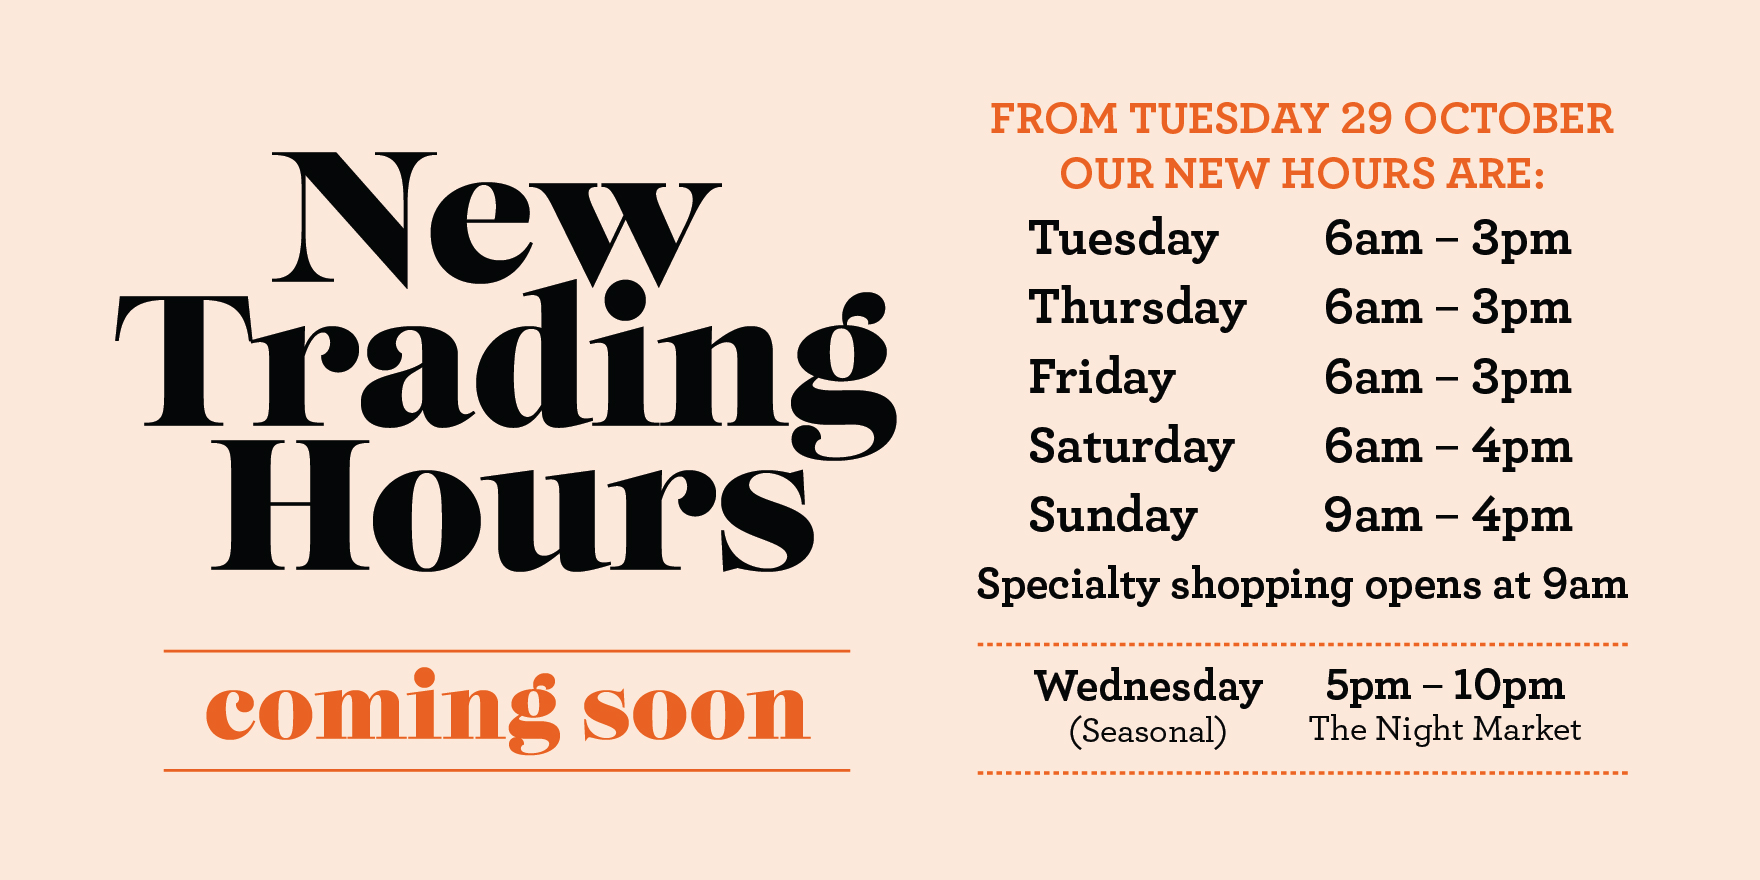 New
Trading
Hours
coming soon
FROM TUESDAY 29 OCTOBER
OUR NEW HOURS ARE:
Tuesday 6am – 3pm
Thursday 6am – 3pm
Friday 6am – 3pm
Saturday 6am – 4pm
Sunday 9am – 4pm
Specialty shopping opens at 9am
Wednesday 5pm – 10pm
(Seasonal) The Night Market